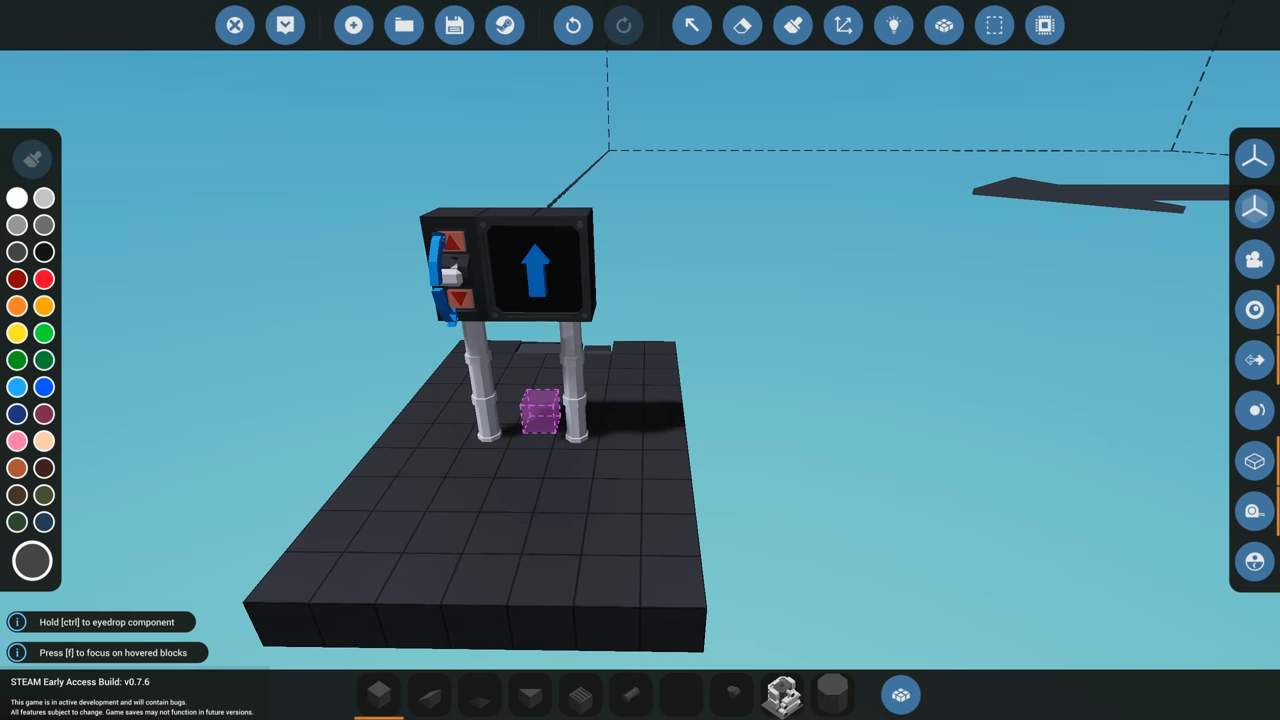 Hold [ctrl] to eyedrop component
Press [f] to focus on hovered blocks
STEAM Early Access Build: v0.7.6
This game is in active development and will contain bugs.
All features subject to change. Game saves may not function in future versions.